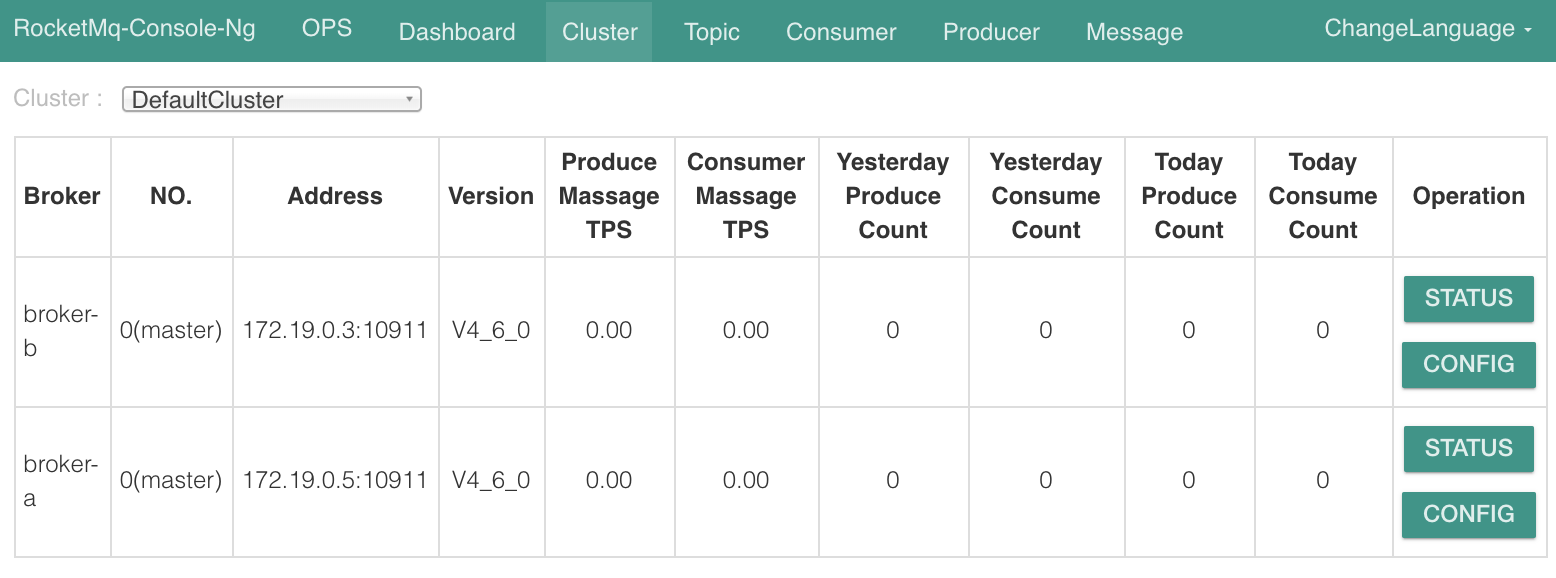 RocketMq-Console-Ng OPS Dashboard Cluster Topic Consumer Producer Message ChangeLanguage
Cluster : DefaultCluster
Broker NO. Address Version Produce Massage TPS Consumer Massage TPS Yesterday Produce Count Yesterday Consume Count Today Produce Count Today Consume Count Operation
broker-b 0(master) 172.19.0.3:10911 V4_6_0 0.00 0.00 0 0 0 0 STATUS
CONFIG
broker-a 0(master) 172.19.0.5:10911 V4_6_0 0.00 0.00 0 0 0 0 STATUS
CONFIG